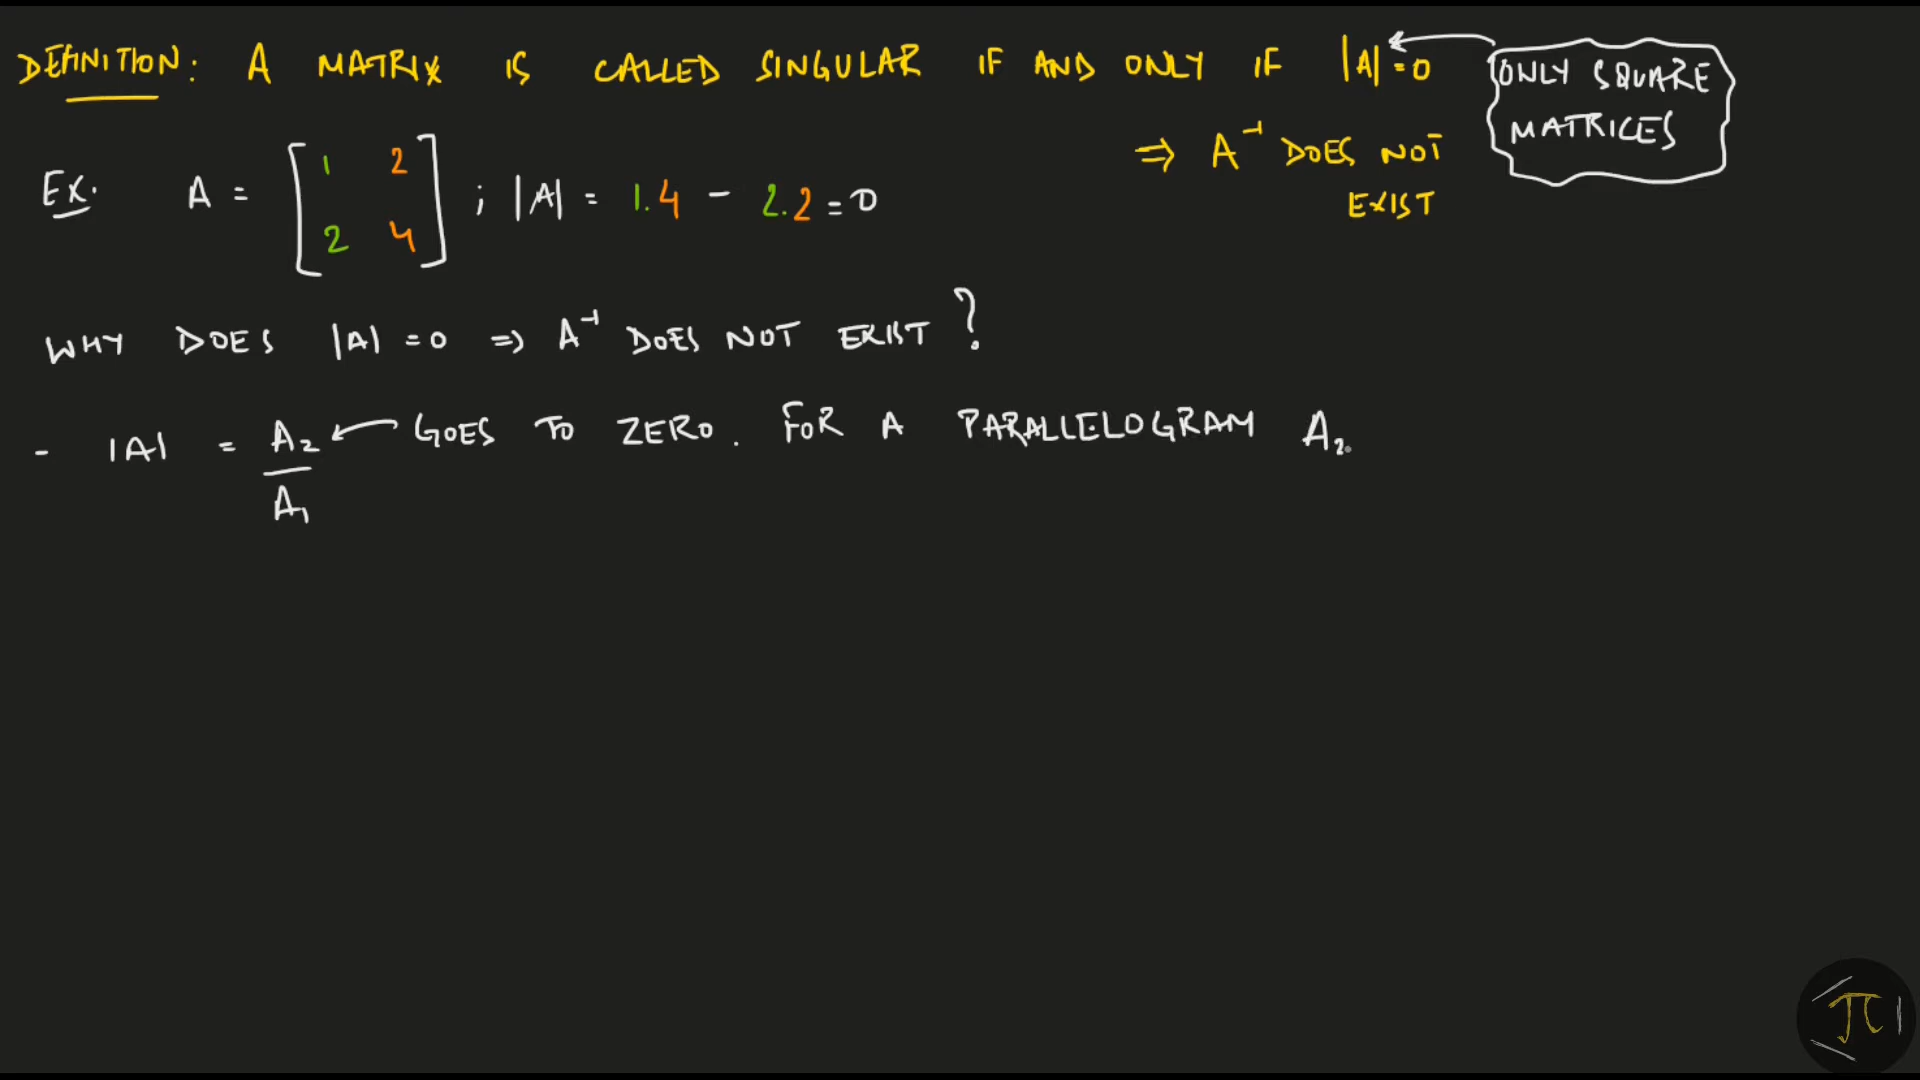 DEFINITION: A MATRIX IS CALLED SINGULAR IF AND ONLY IF |A| = 0
ONLY SQUARE
MATRICES
⇒ A⁻¹ DOES NOT
EXIST
EX. A = [1 2; 2 4] ; |A| = 1.4 - 2.2 = 0
WHY DOES |A| = 0 ⇒ A⁻¹ DOES NOT EXIST ?
- |A| = A₂/A₁ ← GOES TO ZERO. FOR A PARALLELOGRAM A₂
π